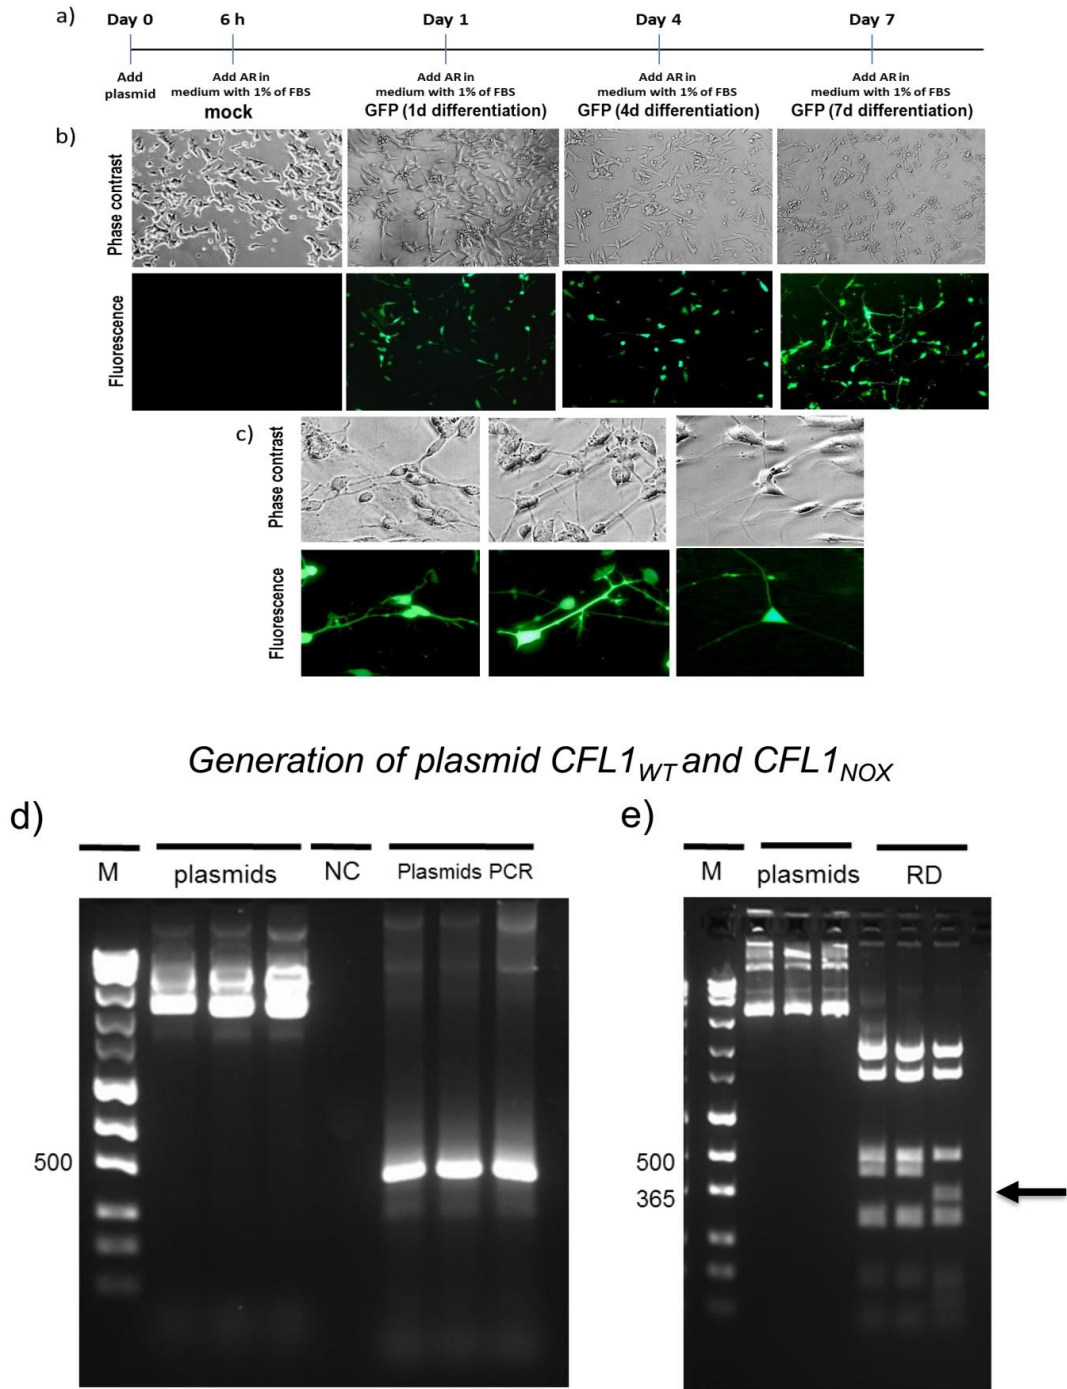 a)
Day 0
6 h
Day 1
Day 4
Day 7
Add
plasmid
Add AR in
medium with 1% of FBS
mock
Add AR in
medium with 1% of FBS
GFP (1d differentiation)
Add AR in
medium with 1% of FBS
GFP (4d differentiation)
Add AR in
medium with 1% of FBS
GFP (7d differentiation)
b)
Phase contrast
Fluorescence
c)
Phase contrast
Fluorescence
Generation of plasmid CFL1WT and CFL1NOX
d)
M
plasmids
NC
Plasmids PCR
500
e)
M
plasmids
RD
500
365